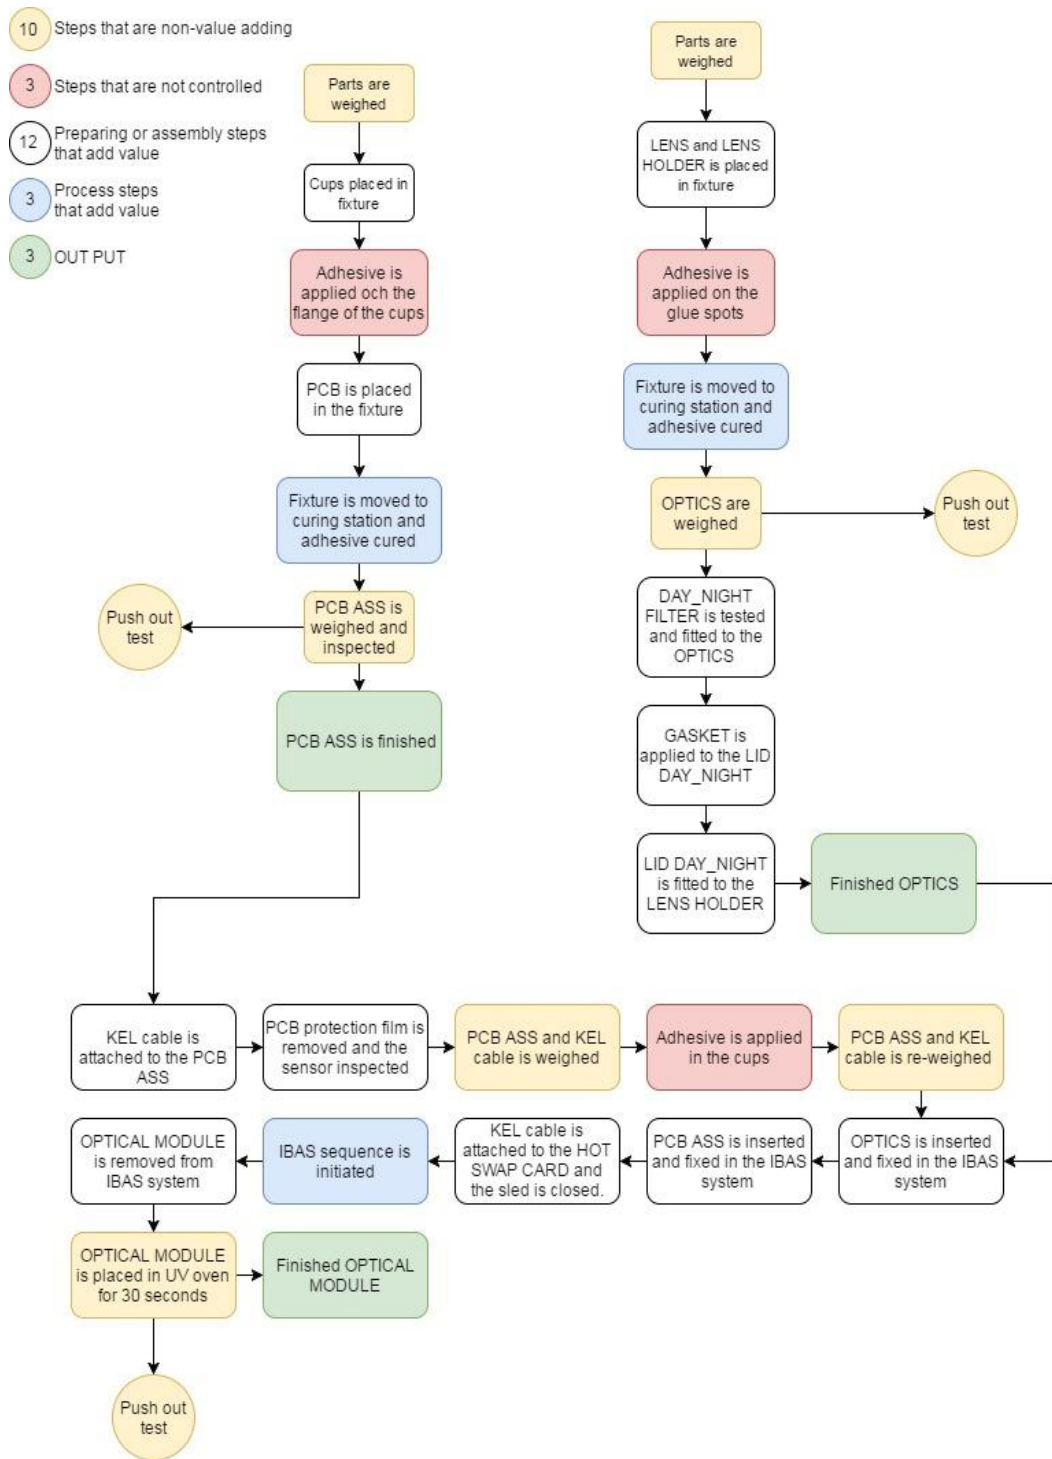 10
Steps that are non-value adding
3
Steps that are not controlled
12
Preparing or assembly steps
that add value
3
Process steps
that add value
3
OUT PUT
Parts are
weighed
Cups placed in
fixture
Adhesive is
applied och the
flange of the cups
PCB is placed
in the fixture
Fixture is moved to
curing station and
adhesive cured
PCB ASS is
weighed and
inspected
Push out
test
PCB ASS is finished
Parts are
weighed
LENS and LENS
HOLDER is placed
in fixture
Adhesive is
applied on the
glue spots
Fixture is moved to
curing station and
adhesive cured
OPTICS are
weighed
Push out
test
DAY_NIGHT
FILTER is tested
and fitted to the
OPTICS
GASKET is
applied to the LID
DAY_NIGHT
LID DAY_NIGHT
is fitted to the
LENS HOLDER
Finished OPTICS
KEL cable is
attached to the PCB
ASS
PCB protection film is
removed and the
sensor inspected
PCB ASS and KEL
cable is weighed
Adhesive is applied
in the cups
PCB ASS and KEL
cable is re-weighed
OPTICS is inserted
and fixed in the IBAS
system
PCB ASS is inserted
and fixed in the IBAS
system
KEL cable is
attached to the HOT
SWAP CARD and
the sled is closed.
IBAS sequence is
initiated
OPTICAL MODULE
is removed from
IBAS system
OPTICAL MODULE
is placed in UV oven
for 30 seconds
Finished OPTICAL
MODULE
Push out
test